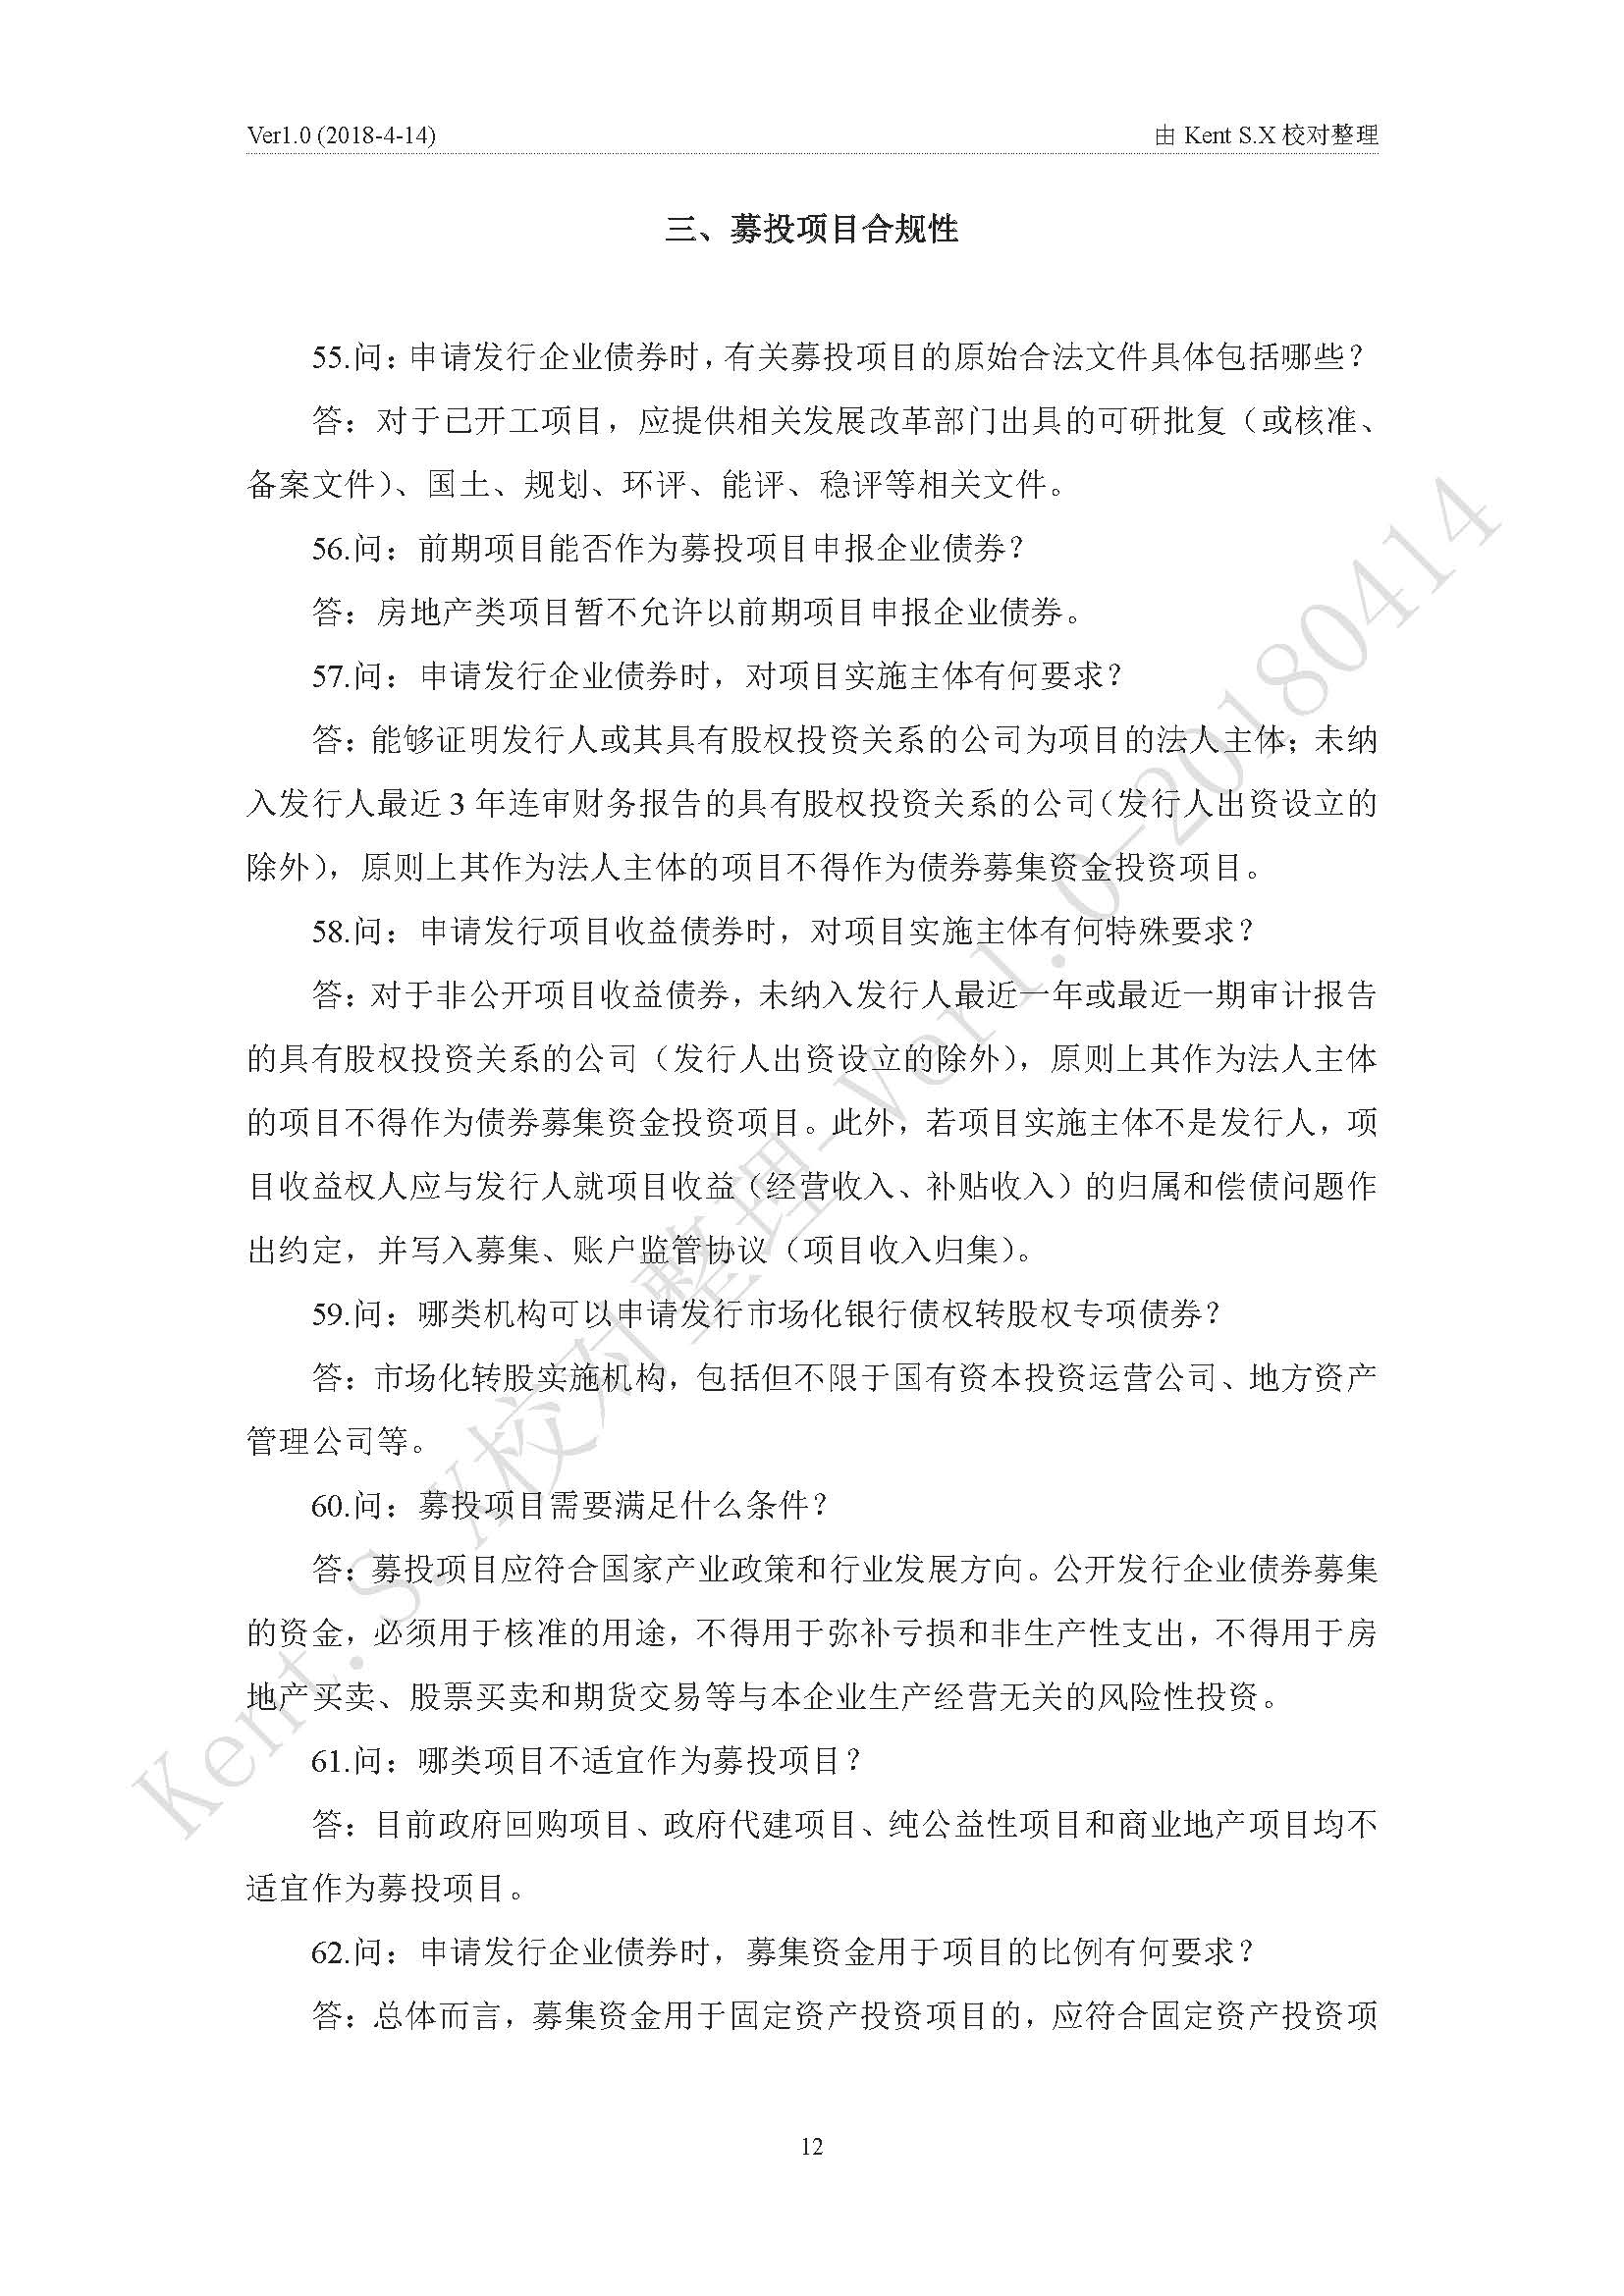 Ver1.0 (2018-4-14) 由 Kent S.X 校对整理
三、募投项目合规性
55.问：申请发行企业债券时，有关募投项目的原始合法文件具体包括哪些？
答：对于已开工项目，应提供相关发展改革部门出具的可研批复（或核准、
备案文件）、国土、规划、环评、能评、稳评等相关文件。
56.问：前期项目能否作为募投项目申报企业债券？
答：房地产类项目暂不允许以前期项目申报企业债券。
57.问：申请发行企业债券时，对项目实施主体有何要求？
答：能够证明发行人或其具有股权投资关系的公司为项目的法人主体；未纳
入发行人最近 3 年连审财务报告的具有股权投资关系的公司（发行人出资设立的
除外），原则上其作为法人主体的项目不得作为债券募集资金投资项目。
58.问：申请发行项目收益债券时，对项目实施主体有何特殊要求？
答：对于非公开项目收益债券，未纳入发行人最近一年或最近一期审计报告
的具有股权投资关系的公司（发行人出资设立的除外），原则上其作为法人主体
的项目不得作为债券募集资金投资项目。此外，若项目实施主体不是发行人，项
目收益权人应与发行人就项目收益（经营收入、补贴收入）的归属和偿债问题作
出约定，并写入募集、账户监管协议（项目收入归集）。
59.问：哪类机构可以申请发行市场化银行债权转股权专项债券？
答：市场化转股实施机构，包括但不限于国有资本投资运营公司、地方资产
管理公司等。
60.问：募投项目需要满足什么条件？
答：募投项目应符合国家产业政策和行业发展方向。公开发行企业债券募集
的资金，必须用于核准的用途，不得用于弥补亏损和非生产性支出，不得用于房
地产买卖、股票买卖和期货交易等与本企业生产经营无关的风险性投资。
61.问：哪类项目不适宜作为募投项目？
答：目前政府回购项目、政府代建项目、纯公益性项目和商业地产项目均不
适宜作为募投项目。
62.问：申请发行企业债券时，募集资金用于项目的比例有何要求？
答：总体而言，募集资金用于固定资产投资项目的，应符合固定资产投资项
12
Kent.S.X校对整理-Ver1.0-20180414